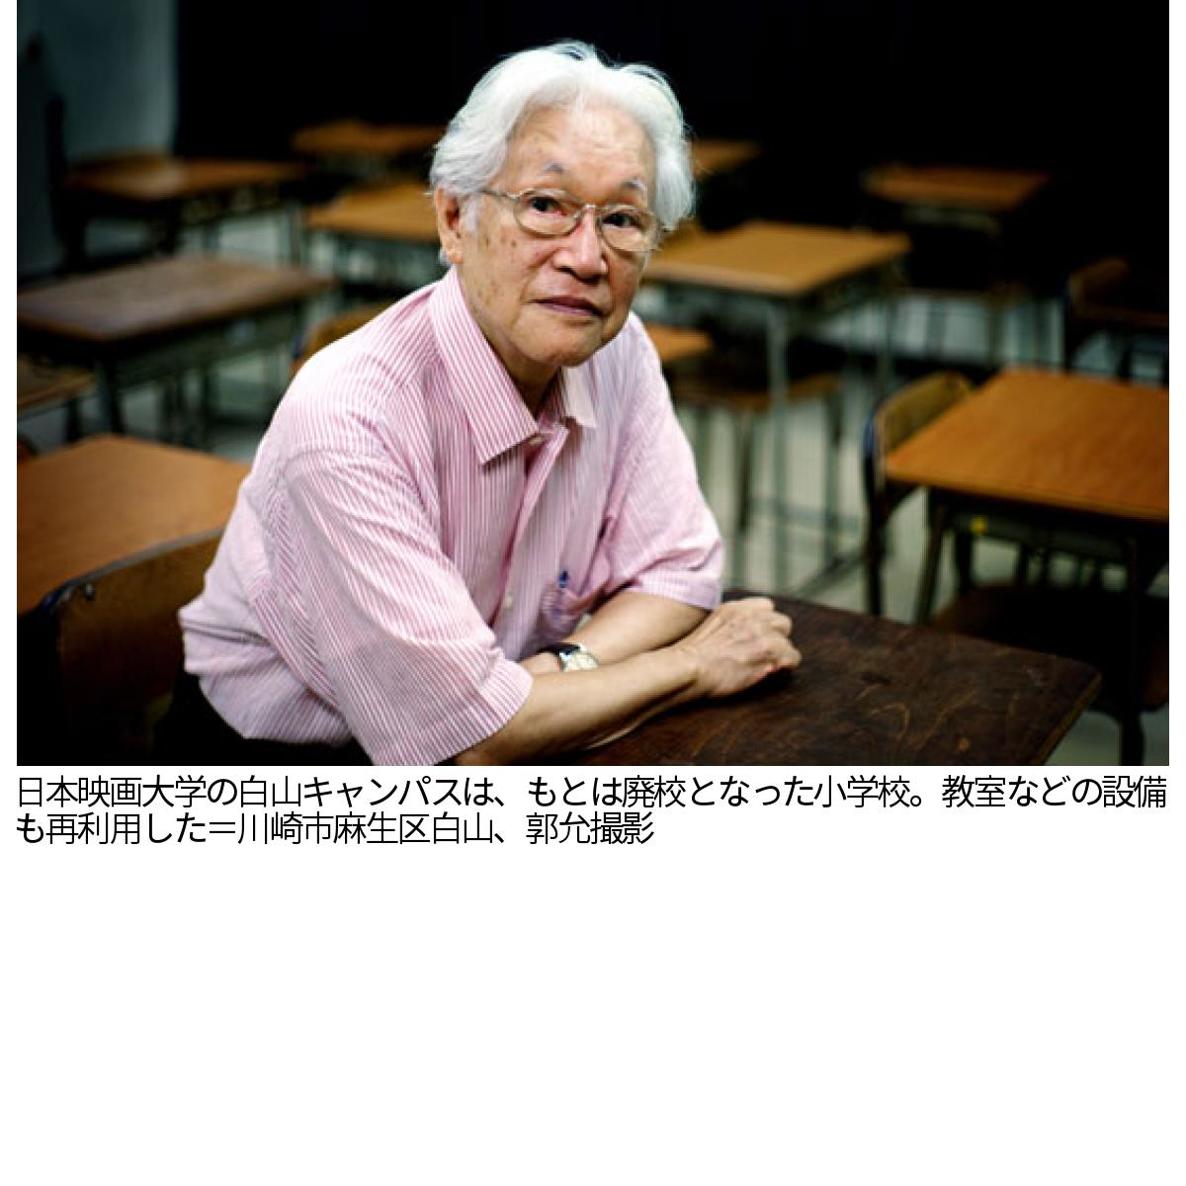 日本映画大学の白山キャンパスは、もとは廃校となった小学校。教室などの設備
も再利用した＝川崎市麻生区白山、郭允撮影